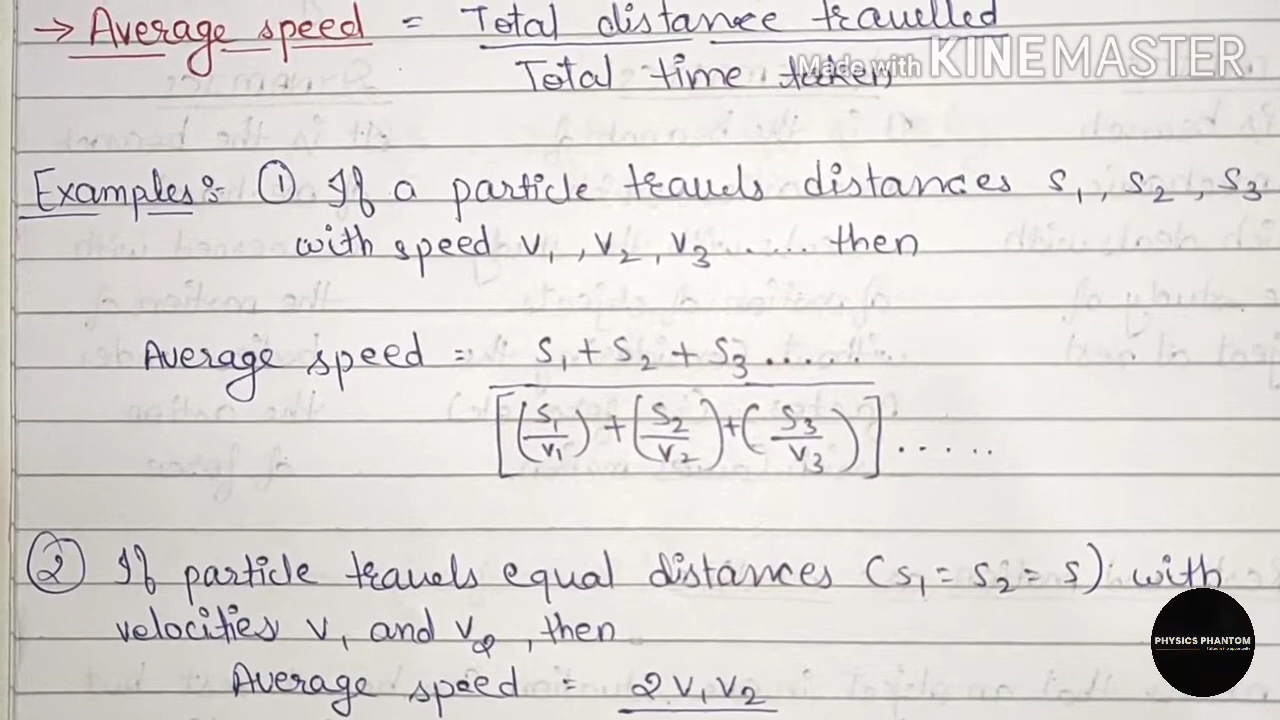 → Average speed = Total distance travelled
Total time taken
Made with KINEMASTER
Examples:- ① If a particle travels distances s₁, s₂, s₃
with speed v₁, v₂, v₃ ...... then
Average speed = s₁ + s₂ + s₃ ......
[(s₁/v₁) + (s₂/v₂) + (s₃/v₃)] .....
② If particle travels equal distances (s₁ = s₂ = s) with
velocities v₁ and v₂, then
PHYSICS PHANTOM
Average speed = 2v₁v₂